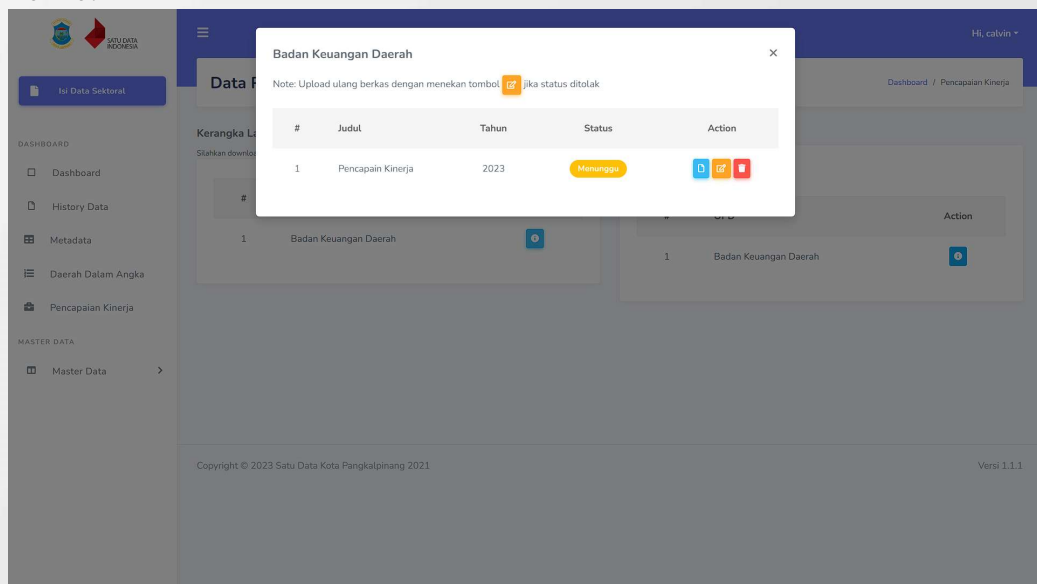 SATU DATA
INDONESIA
Hi, calvin
Isi Data Sektoral
DASHBOARD
Dashboard
History Data
Metadata
Daerah Dalam Angka
Pencapaian Kinerja
MASTER DATA
Master Data
Data
Dashboard / Pencapaian Kinerja
Kerangka
Silahkan
#
1 Badan Keuangan Daerah
# Action
1 Badan Keuangan Daerah
Badan Keuangan Daerah ×
Note: Upload ulang berkas dengan menekan tombol jika status ditolak
# Judul Tahun Status Action
1 Pencapain Kinerja 2023 Menunggu
Copyright © 2023 Satu Data Kota Pangkalpinang 2021
Versi 1.1.1